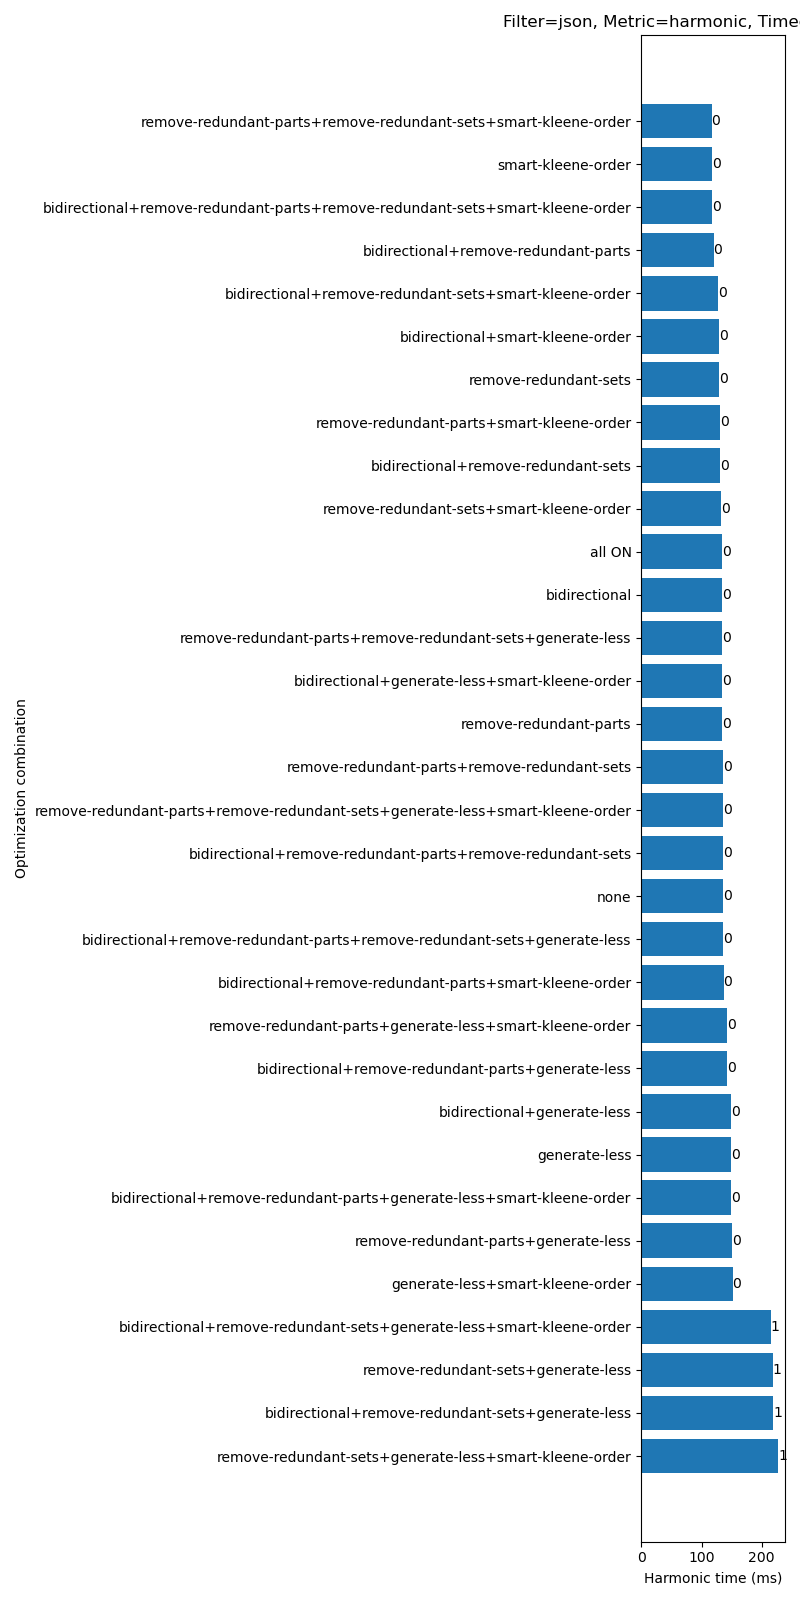 Filter=json, Metric=harmonic, Time
remove-redundant-parts+remove-redundant-sets+smart-kleene-order 0
smart-kleene-order 0
bidirectional+remove-redundant-parts+remove-redundant-sets+smart-kleene-order 0
bidirectional+remove-redundant-parts 0
bidirectional+remove-redundant-sets+smart-kleene-order 0
bidirectional+smart-kleene-order 0
remove-redundant-sets 0
remove-redundant-parts+smart-kleene-order 0
bidirectional+remove-redundant-sets 0
remove-redundant-sets+smart-kleene-order 0
all ON 0
bidirectional 0
remove-redundant-parts+remove-redundant-sets+generate-less 0
bidirectional+generate-less+smart-kleene-order 0
remove-redundant-parts 0
remove-redundant-parts+remove-redundant-sets 0
remove-redundant-parts+remove-redundant-sets+generate-less+smart-kleene-order 0
bidirectional+remove-redundant-parts+remove-redundant-sets 0
none 0
bidirectional+remove-redundant-parts+remove-redundant-sets+generate-less 0
bidirectional+remove-redundant-parts+smart-kleene-order 0
remove-redundant-parts+generate-less+smart-kleene-order 0
bidirectional+remove-redundant-parts+generate-less 0
bidirectional+generate-less 0
generate-less 0
bidirectional+remove-redundant-parts+generate-less+smart-kleene-order 0
remove-redundant-parts+generate-less 0
generate-less+smart-kleene-order 0
bidirectional+remove-redundant-sets+generate-less+smart-kleene-order 1
remove-redundant-sets+generate-less 1
bidirectional+remove-redundant-sets+generate-less 1
remove-redundant-sets+generate-less+smart-kleene-order 1
Optimization combination
0 100 200
Harmonic time (ms)